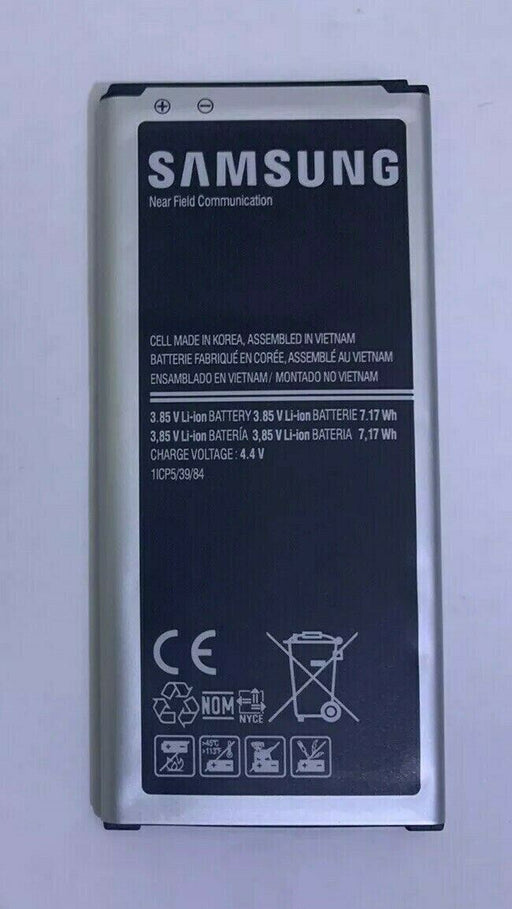 SAMSUNG
Near Field Communication
CELL MADE IN KOREA, ASSEMBLED IN VIETNAM
BATTERIE FABRIQUÉ EN CORÉE, ASSEMBLÉ AU VIETNAM
ENSAMBLADO EN VIETNAM / MONTADO NO VIETNAM
3.85 V Li-ion BATTERY 3.85 V Li-ion BATTERIE 7.17 Wh
3,85 V Li-ion BATERÍA 3,85 V Li-ion BATERIA 7,17 Wh
CHARGE VOLTAGE : 4.4 V
1ICP5/39/84
CE
NOM
NYCE
>45°C
>113°F